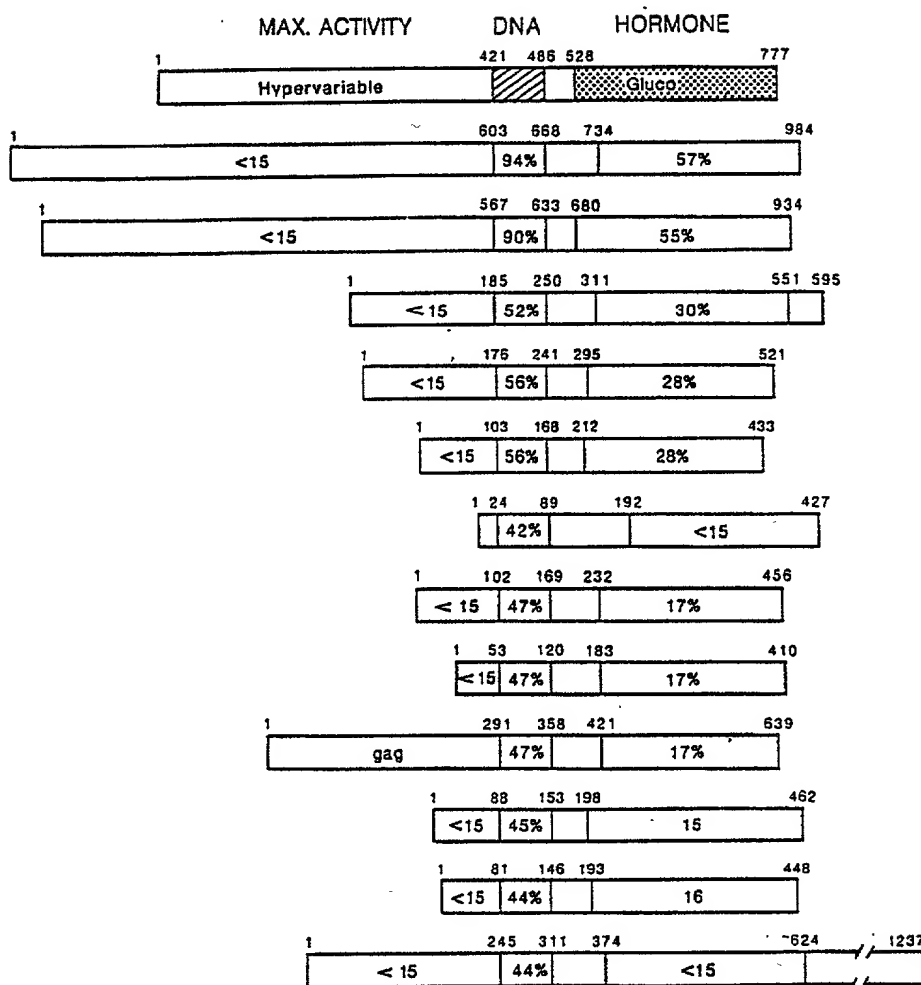 MAX. ACTIVITY DNA HORMONE
1 421 486 528 777
Hypervariable Gluco
1 603 668 734 984
<15 94% 57%
1 567 633 680 934
<15 90% 55%
1 185 250 311 551 595
<15 52% 30%
1 176 241 295 521
<15 56% 28%
1 103 168 212 433
<15 56% 28%
1 24 89 192 427
42% <15
1 102 169 232 456
<15 47% 17%
1 53 120 183 410
<15 47% 17%
1 291 358 421 639
gag 47% 17%
1 88 153 198 462
<15 45% 15
1 81 146 193 448
<15 44% 16
1 245 311 374 624 1237
<15 44% <15